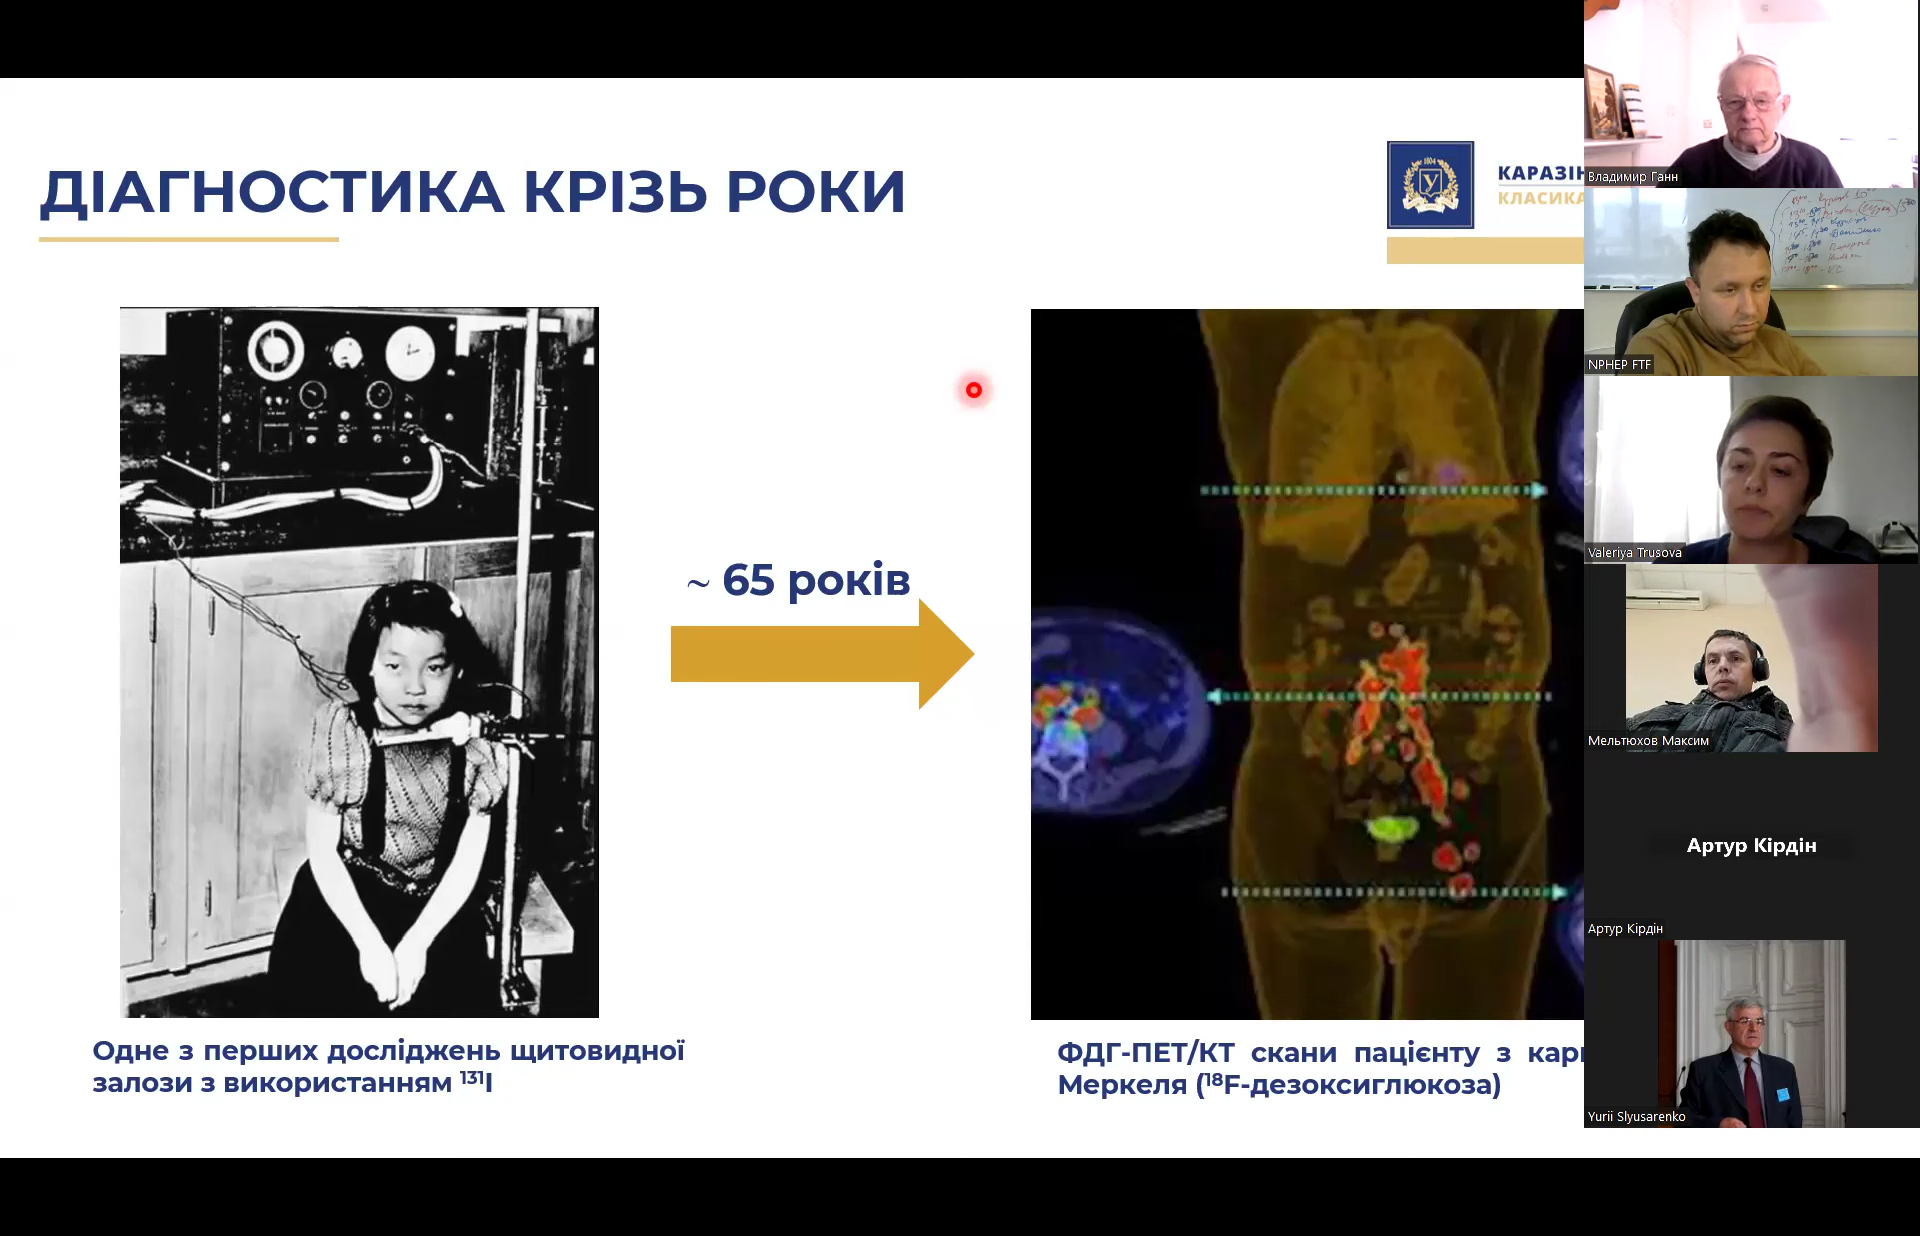 ДІАГНОСТИКА КРІЗЬ РОКИ
1804
КАРАЗІН
КЛАСИКА
~ 65 років
Одне з перших досліджень щитовидної
залози з використанням ¹³¹I
ФДГ-ПЕТ/КТ скани пацієнту з
Меркеля (¹⁸F-дезоксиглюкоза)
Владимир Ганн
NPHEP FTF
Valeriya Trusova
Мельтюхов Максим
Артур Кірдін
Артур Кірдін
Yurii Slyusarenko